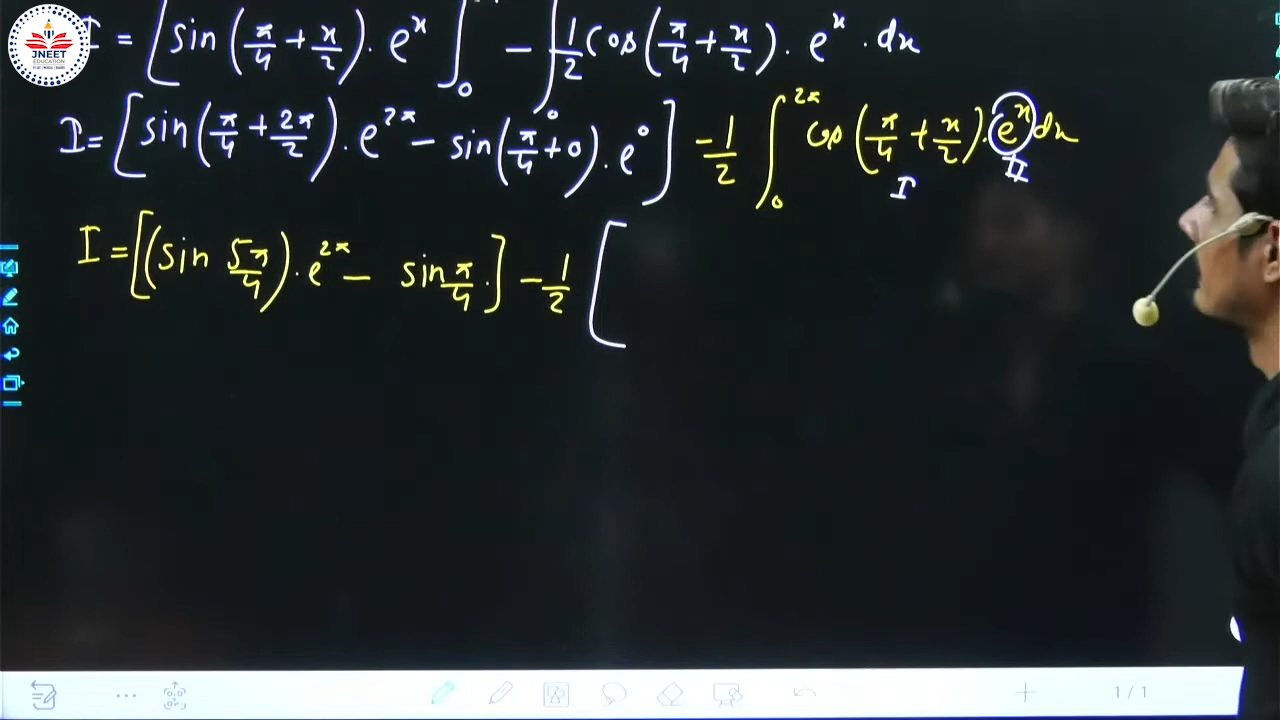 JNEET
EDUCATION
I = [sin(π/4 + x/2) · e^x]_0 - ∫_0 1/2 cos(π/4 + x/2) · e^x · dx
I = [sin(π/4 + 2π/2) · e^2π - sin(π/4 + 0) · e^0] - 1/2 ∫_0^2π cos(π/4 + x/2) · e^x dx
I II
I = [(sin 5π/4) · e^2π - sin π/4 ·] - 1/2 [
1 / 1